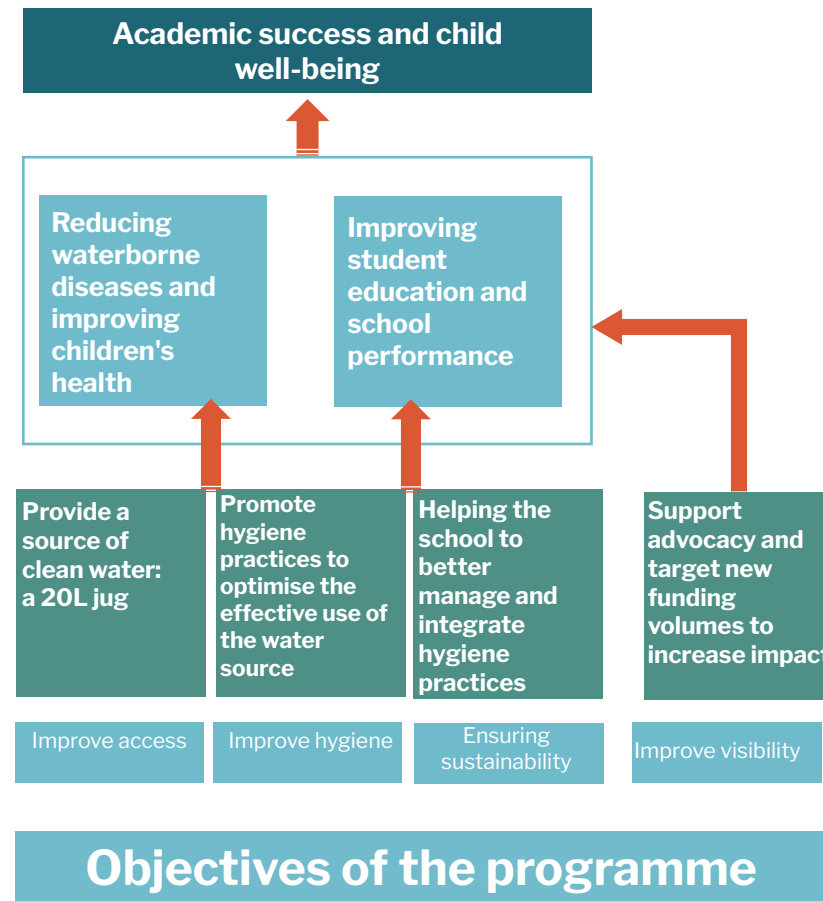 Academic success and child
well-being
Reducing
waterborne
diseases and
improving
children's
health
Improving
student
education and
school
performance
Provide a
source of
clean water:
a 20L jug
Promote
hygiene
practices to
optimise the
effective use of
the water
source
Helping the
school to
better
manage and
integrate
hygiene
practices
Support
advocacy and
target new
funding
volumes to
increase impact
Improve access
Improve hygiene
Ensuring
sustainability
Improve visibility
Objectives of the programme